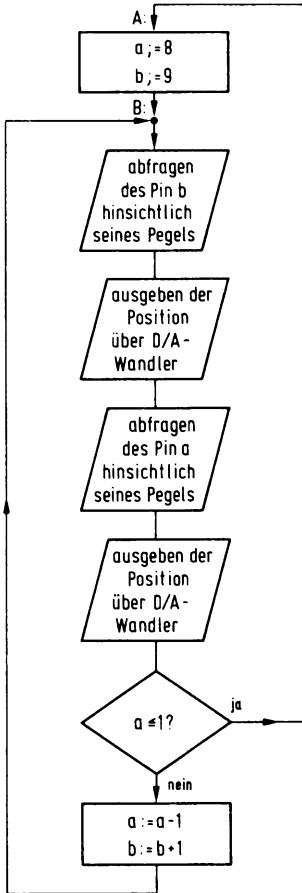 A:
a ;=8
b ;=9
B:
abfragen
des Pin b
hinsichtlich
seines Pegels
ausgeben der
Position
über D/A-
Wandler
abfragen
des Pin a
hinsichtlich
seines Pegels
ausgeben der
Position
über D/A-
Wandler
a ≤1?
ja
nein
a:=a-1
b:=b+1